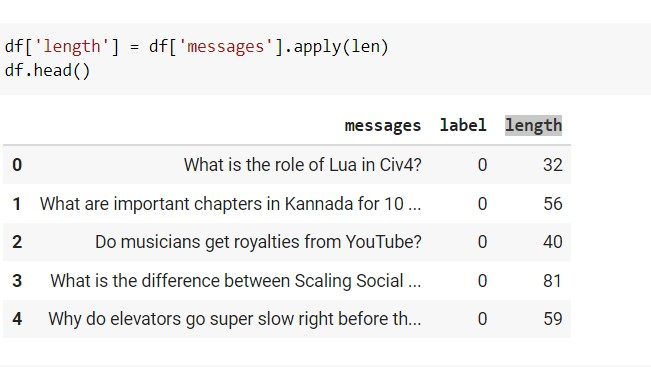 df['length'] = df['messages'].apply(len)
df.head()
messages label length
0 What is the role of Lua in Civ4? 0 32
1 What are important chapters in Kannada for 10 ... 0 56
2 Do musicians get royalties from YouTube? 0 40
3 What is the difference between Scaling Social ... 0 81
4 Why do elevators go super slow right before th... 0 59